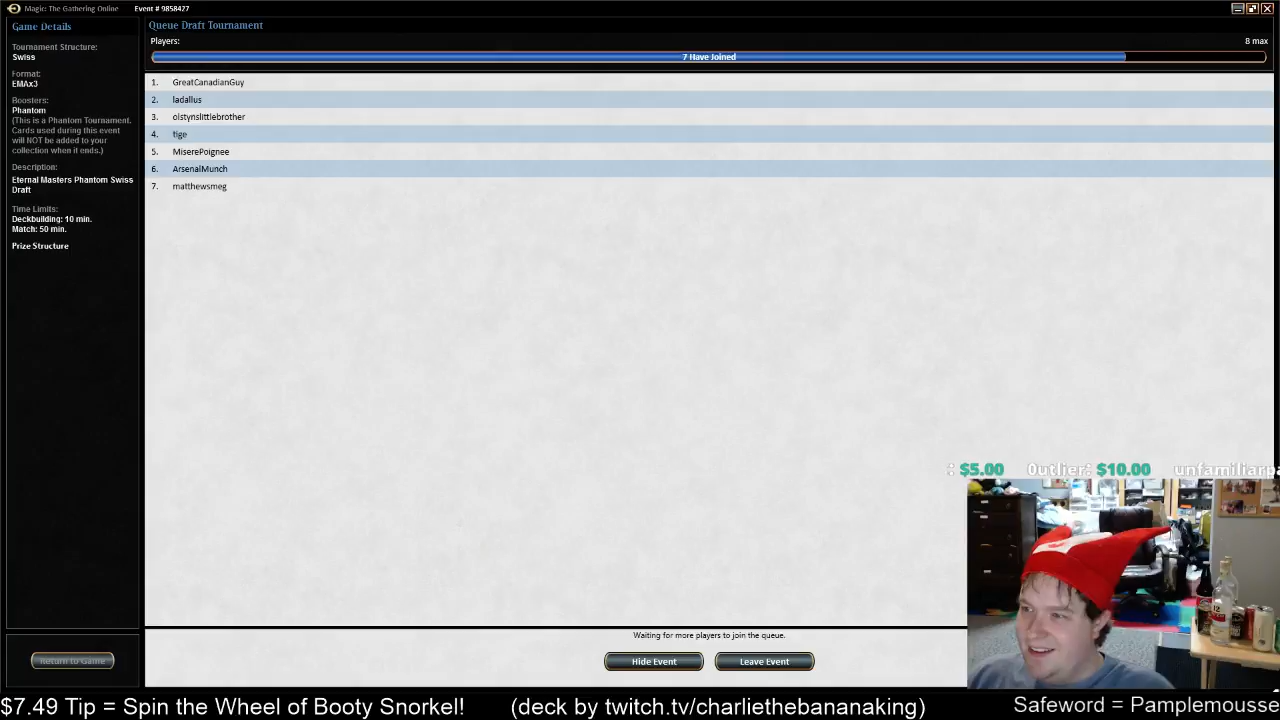 Magic: The Gathering Online Event # 9858427
Game Details
Tournament Structure:
Swiss
Format:
EMAx3
Boosters:
Phantom
(This is a Phantom Tournament.
Cards used during this event
will NOT be added to your
collection when it ends.)
Description:
Eternal Masters Phantom Swiss
Draft
Time Limits:
Deckbuilding: 10 min.
Match: 50 min.
Prize Structure
Return to Game
Queue Draft Tournament
Players: 8 max
7 Have Joined
1. GreatCanadianGuy
2. ladallus
3. olstynslittlebrother
4. tige
5. MiserePoignee
6. ArsenalMunch
7. matthewsmeg
: $5.00 0utlier: $10.00 unfamiliarpa
Waiting for more players to join the queue.
Hide Event Leave Event
$7.49 Tip = Spin the Wheel of Booty Snorkel! (deck by twitch.tv/charliethebananaking) Safeword = Pamplemousse